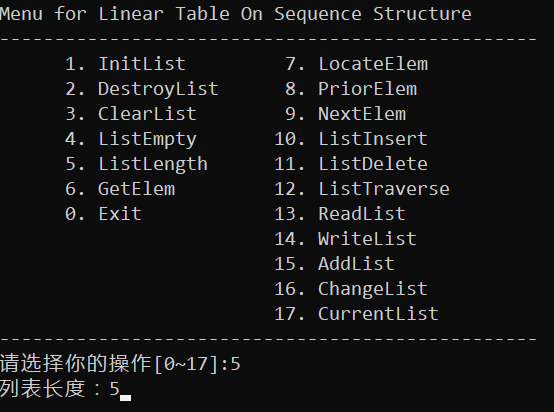 Menu for Linear Table On Sequence Structure
-------------------------------------------------
1. InitList 7. LocateElem
2. DestroyList 8. PriorElem
3. ClearList 9. NextElem
4. ListEmpty 10. ListInsert
5. ListLength 11. ListDelete
6. GetElem 12. ListTraverse
0. Exit 13. ReadList
14. WriteList
15. AddList
16. ChangeList
17. CurrentList
-------------------------------------------------
请选择你的操作[0~17]:5
列表长度：5